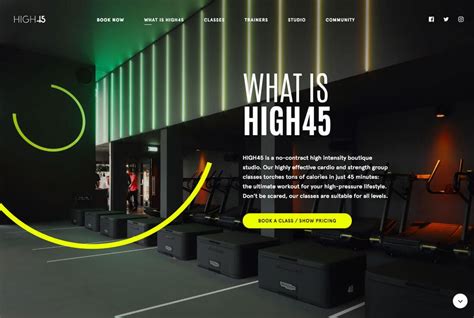 HIGH45
BOOK NOW
WHAT IS HIGH45
CLASSES
TRAINERS
STUDIO
COMMUNITY
WHAT IS
HIGH45
HIGH45 is a no-contract high intensity boutique
studio. Our highly effective cardio and strength group
classes torches tons of calories in just 45 minutes:
the ultimate workout for your high-pressure lifestyle.
Don't be scared, our classes are suitable for all levels.
BOOK A CLASS / SHOW PRICING